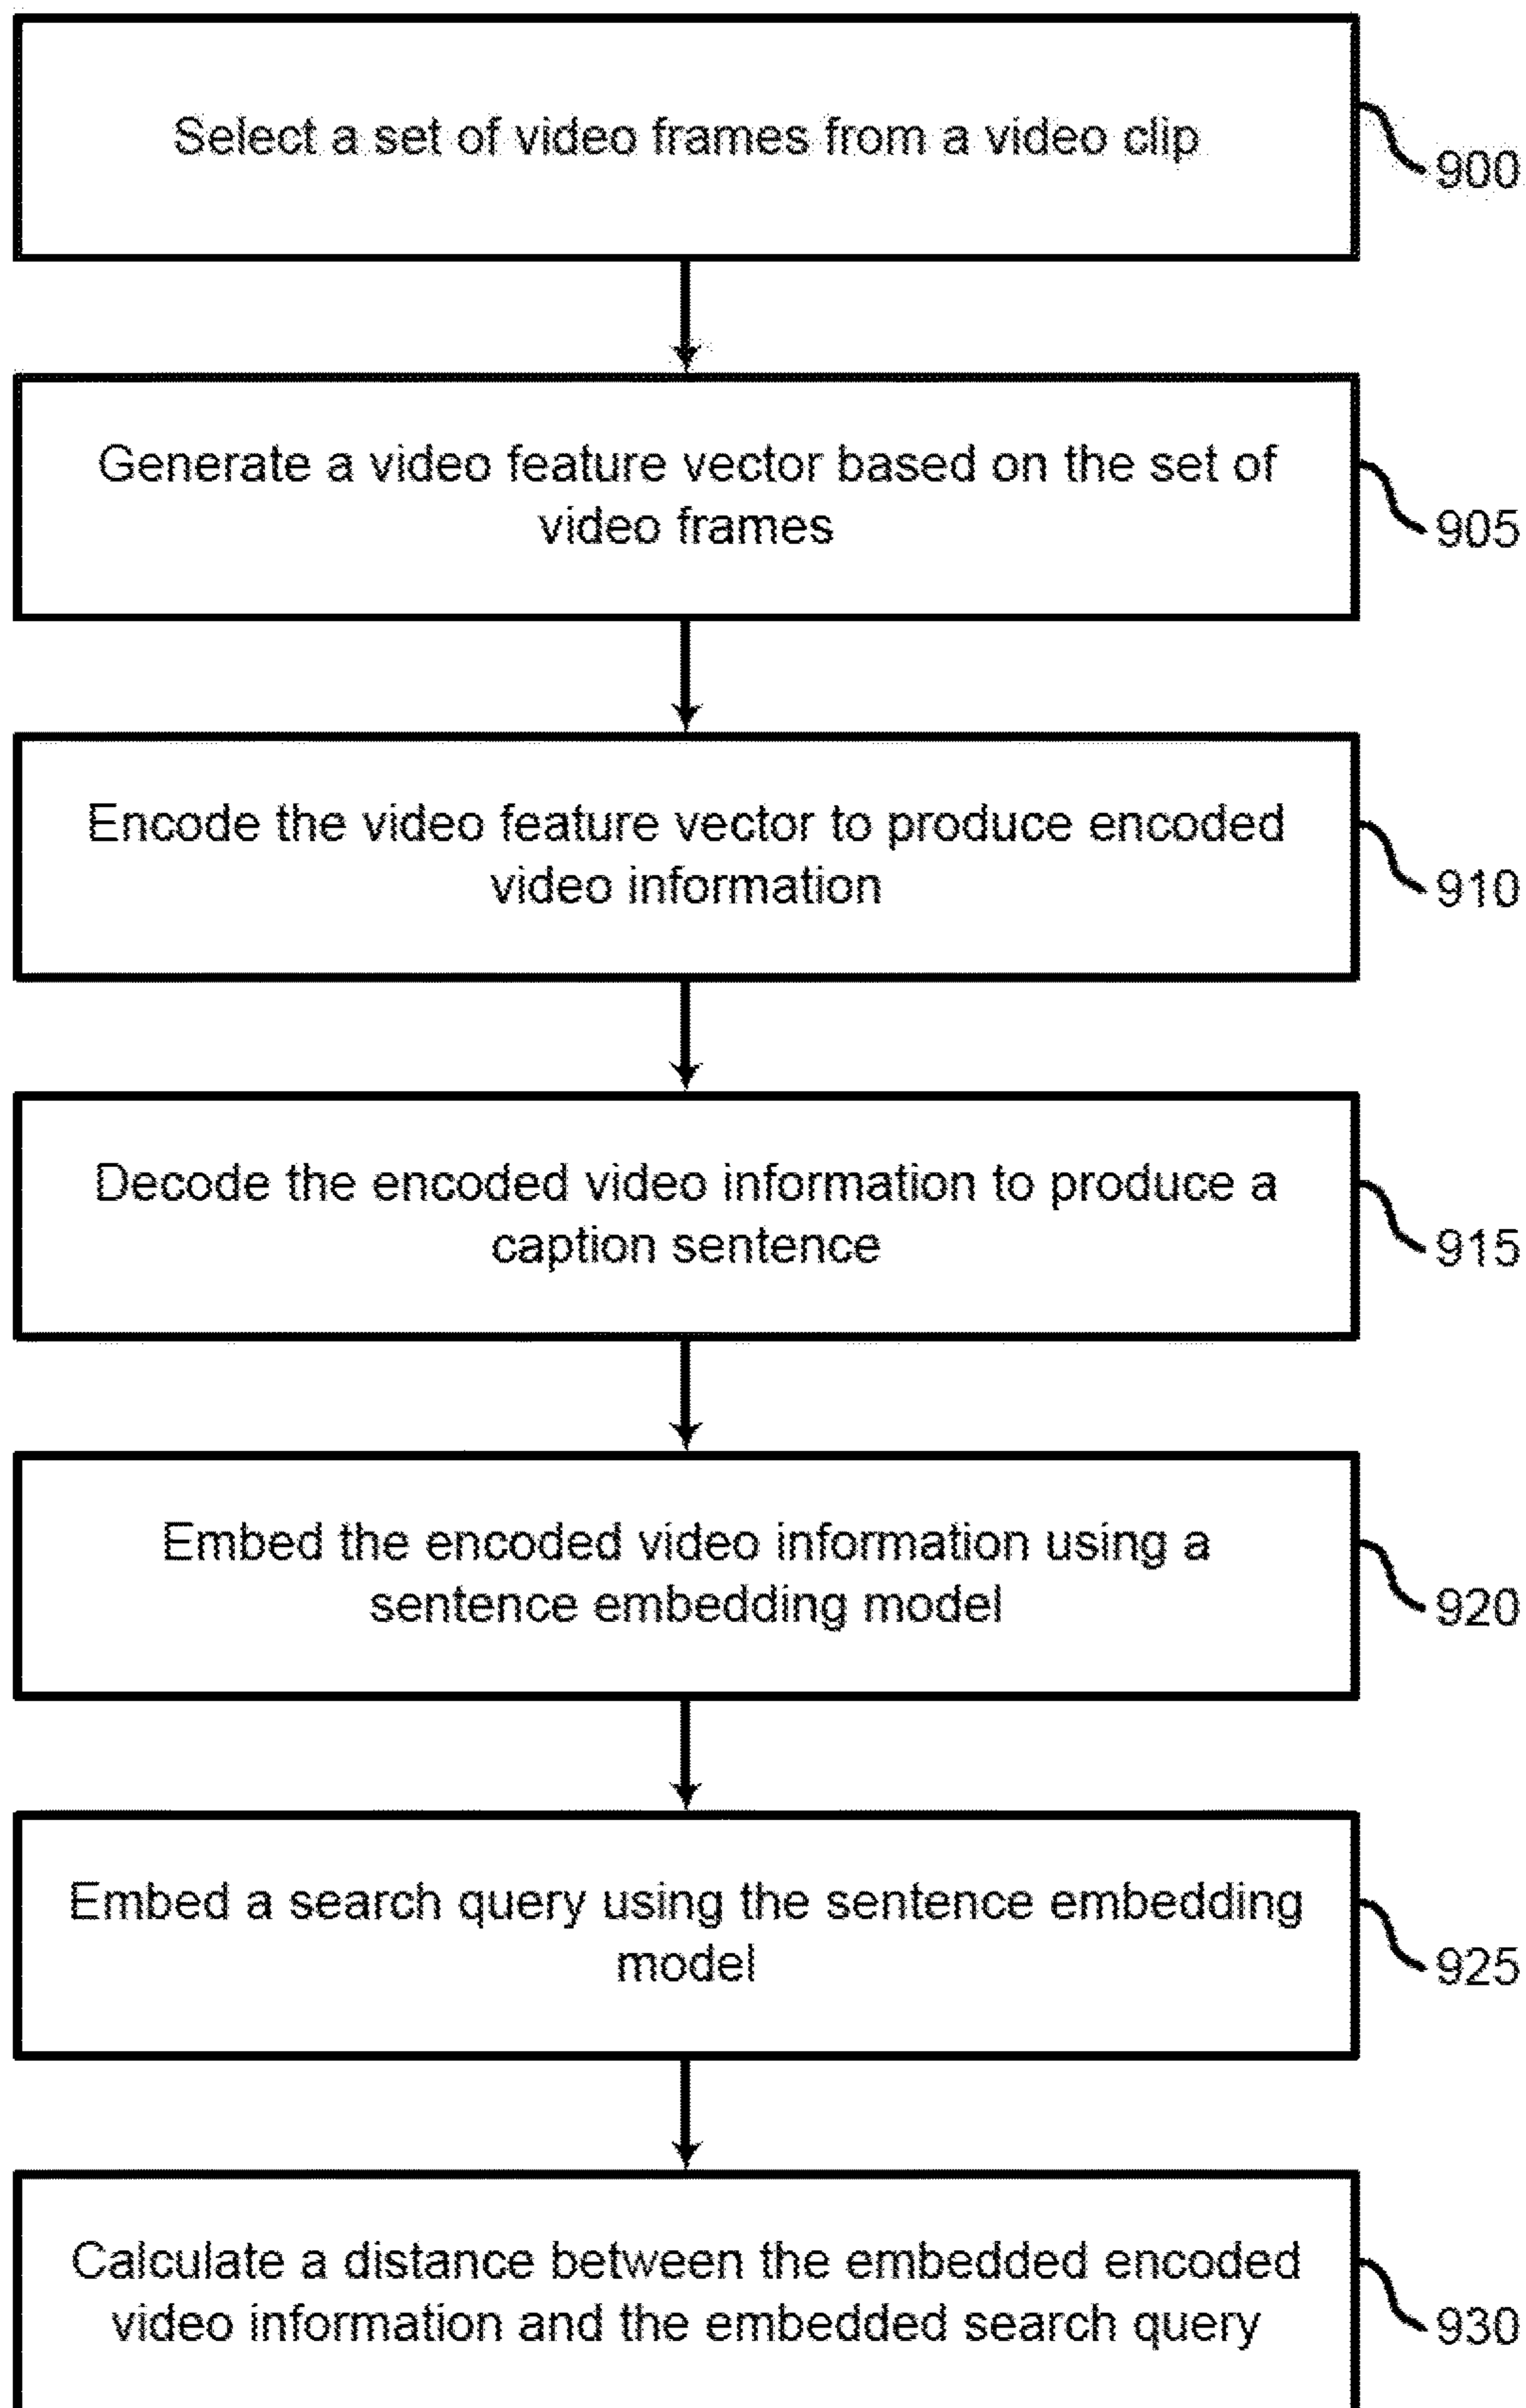 Select a set of video frames from a video clip
900
Generate a video feature vector based on the set of
video frames
905
Encode the video feature vector to produce encoded
video information
910
Decode the encoded video information to produce a
caption sentence
915
Embed the encoded video information using a
sentence embedding model
920
Embed a search query using the sentence embedding
model
925
Calculate a distance between the embedded encoded
video information and the embedded search query
930